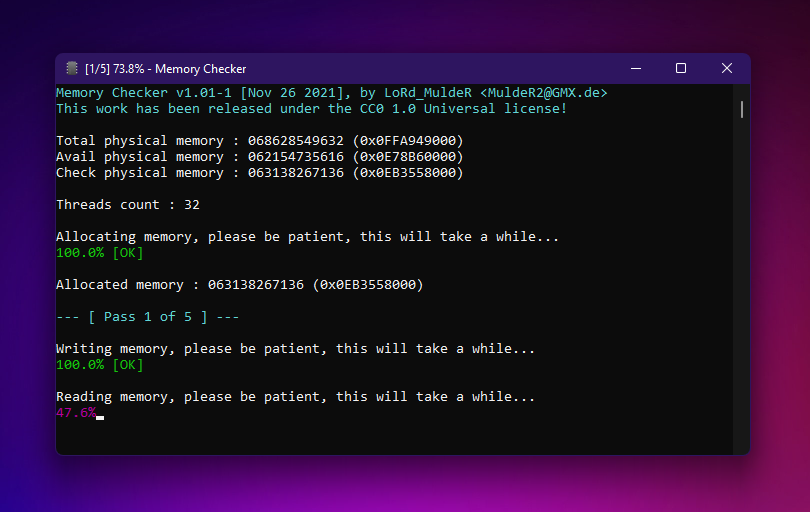 [1/5] 73.8% - Memory Checker
Memory Checker v1.01-1 [Nov 26 2021], by LoRd_MuldeR <MuldeR2@GMX.de>
This work has been released under the CC0 1.0 Universal license!
Total physical memory : 068628549632 (0x0FFA949000)
Avail physical memory : 062154735616 (0x0E78B60000)
Check physical memory : 063138267136 (0x0EB3558000)
Threads count : 32
Allocating memory, please be patient, this will take a while...
100.0% [OK]
Allocated memory : 063138267136 (0x0EB3558000)
--- [ Pass 1 of 5 ] ---
Writing memory, please be patient, this will take a while...
100.0% [OK]
Reading memory, please be patient, this will take a while...
47.6%